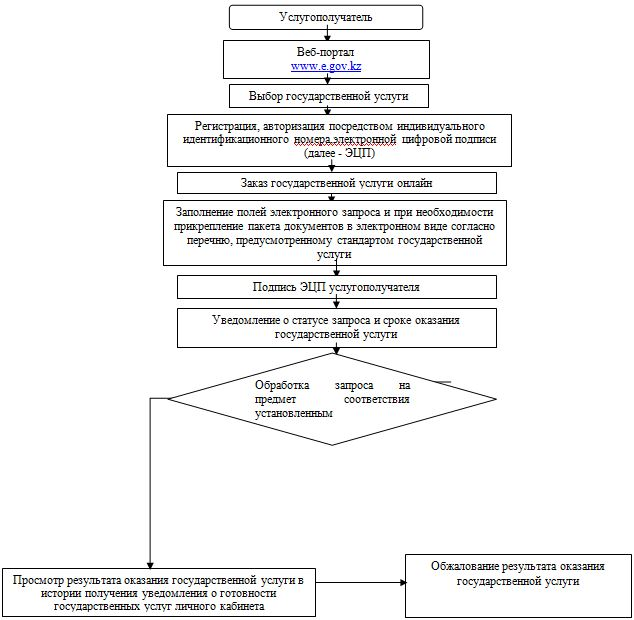 Услугополучатель
Веб-портал
www.e.gov.kz
Выбор государственной услуги
Регистрация, авторизация посредством индивидуального
идентификационного номера,электронной цифровой подписи
(далее - ЭЦП)
Заказ государственной услуги онлайн
Заполнение полей электронного запроса и при необходимости
прикрепление пакета документов в электронном виде согласно
перечню, предусмотренному стандартом государственной
услуги
Подпись ЭЦП услугополучателя
Уведомление о статусе запроса и сроке оказания
государственной услуги
Обработка запроса на
предмет соответствия
установленным
Просмотр результата оказания государственной услуги в
истории получения уведомления о готовности
государственных услуг личного кабинета
Обжалование результата оказания
государственной услуги